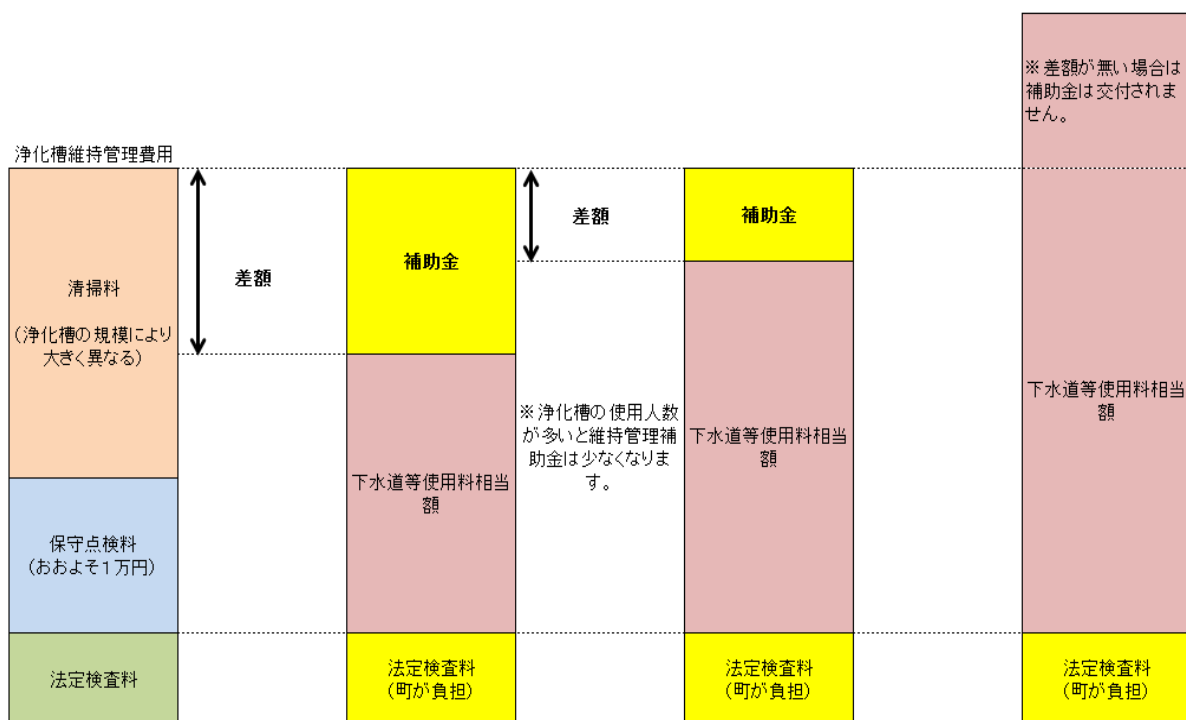 浄化槽維持管理費用
清掃料
(浄化槽の規模により
大きく異なる)
保守点検料
(おおよそ1万円)
法定検査料
差額
補助金
下水道等使用料相当
額
法定検査料
(町が負担)
差額
※浄化槽の使用人数
が多いと維持管理補
助金は少なくなりま
す。
補助金
下水道等使用料相当
額
法定検査料
(町が負担)
※差額が無い場合は
補助金は交付されま
せん。
下水道等使用料相当
額
法定検査料
(町が負担)